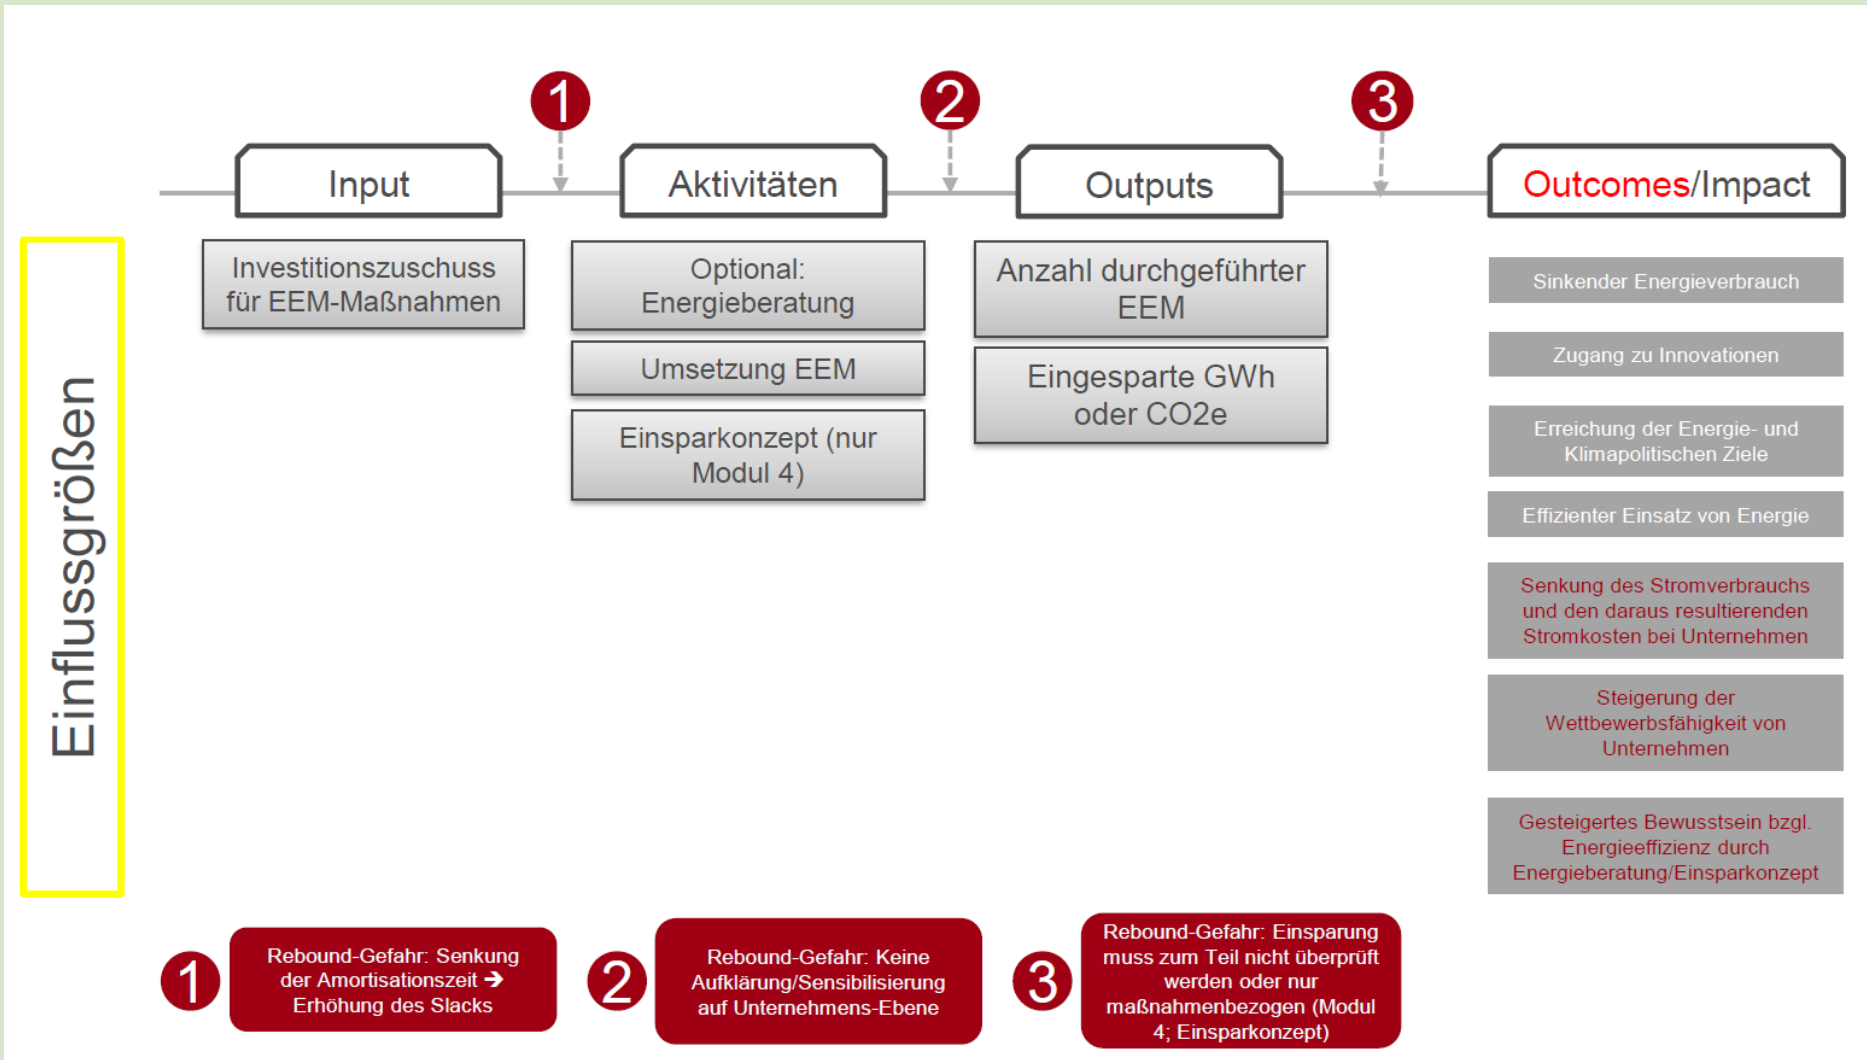 1
2
3
Input
Aktivitäten
Outputs
Outcomes/Impact
Einflussgrößen
Investitionszuschuss
für EEM-Maßnahmen
Optional:
Energieberatung
Umsetzung EEM
Einsparkonzept (nur
Modul 4)
Anzahl durchgeführter
EEM
Eingesparte GWh
oder CO2e
Sinkender Energieverbrauch
Zugang zu Innovationen
Erreichung der Energie- und
Klimapolitischen Ziele
Effizienter Einsatz von Energie
Senkung des Stromverbrauchs
und den daraus resultierenden
Stromkosten bei Unternehmen
Steigerung der
Wettbewerbsfähigkeit von
Unternehmen
Gesteigertes Bewusstsein bzgl.
Energieeffizienz durch
Energieberatung/Einsparkonzept
1
Rebound-Gefahr: Senkung
der Amortisationszeit ➔
Erhöhung des Slacks
2
Rebound-Gefahr: Keine
Aufklärung/Sensibilisierung
auf Unternehmens-Ebene
3
Rebound-Gefahr: Einsparung
muss zum Teil nicht überprüft
werden oder nur
maßnahmenbezogen (Modul
4; Einsparkonzept)